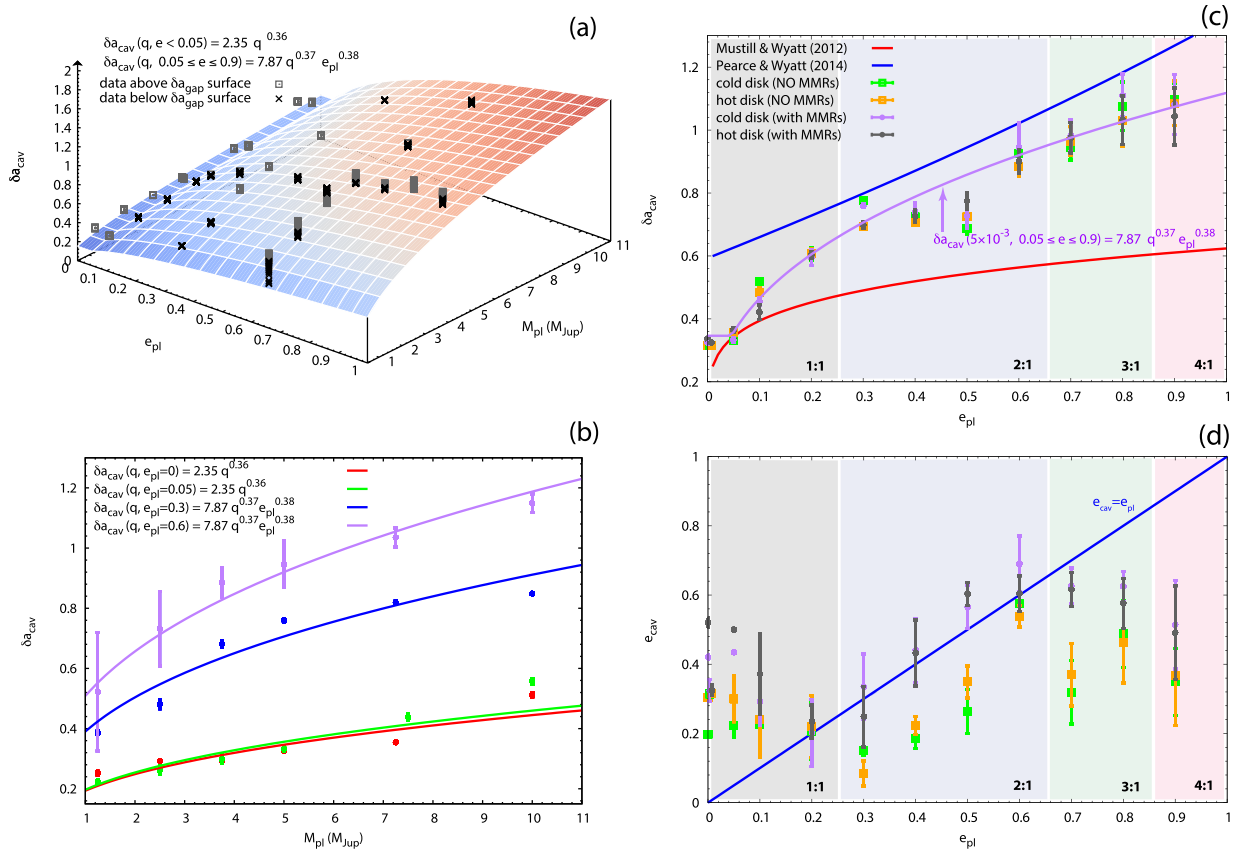 (a)
δa_cav (q, e < 0.05) = 2.35 q^0.36
δa_cav (q, 0.05 ≤ e ≤ 0.9) = 7.87 q^0.37 e_pl^0.38
data above δa_gap surface
data below δa_gap surface
2
1.8
1.6
1.4
1.2
1
0.8
0.6
0.4
0.2
0
δa_cav
0
0.1
0.2
0.3
0.4
0.5
0.6
0.7
0.8
0.9
1
e_pl
1
2
3
4
5
6
7
8
9
10
11
M_pl (M_Jup)
(b)
δa_cav (q, e_pl=0) = 2.35 q^0.36
δa_cav (q, e_pl=0.05) = 2.35 q^0.36
δa_cav (q, e_pl=0.3) = 7.87 q^0.37 e_pl^0.38
δa_cav (q, e_pl=0.6) = 7.87 q^0.37 e_pl^0.38
1.2
1
0.8
0.6
0.4
0.2
δa_cav
1 2 3 4 5 6 7 8 9 10 11
M_pl (M_Jup)
(c)
Mustill & Wyatt (2012)
Pearce & Wyatt (2014)
cold disk (NO MMRs)
hot disk (NO MMRs)
cold disk (with MMRs)
hot disk (with MMRs)
δa_cav (5×10^-3, 0.05 ≤ e ≤ 0.9) = 7.87 q^0.37 e_pl^0.38
1.2
1.0
0.8
0.6
0.4
0.2
δa_cav
1:1 2:1 3:1 4:1
0 0.1 0.2 0.3 0.4 0.5 0.6 0.7 0.8 0.9 1
e_pl
(d)
e_cav=e_pl
1
0.8
0.6
0.4
0.2
0
e_cav
1:1 2:1 3:1 4:1
0 0.1 0.2 0.3 0.4 0.5 0.6 0.7 0.8 0.9 1
e_pl